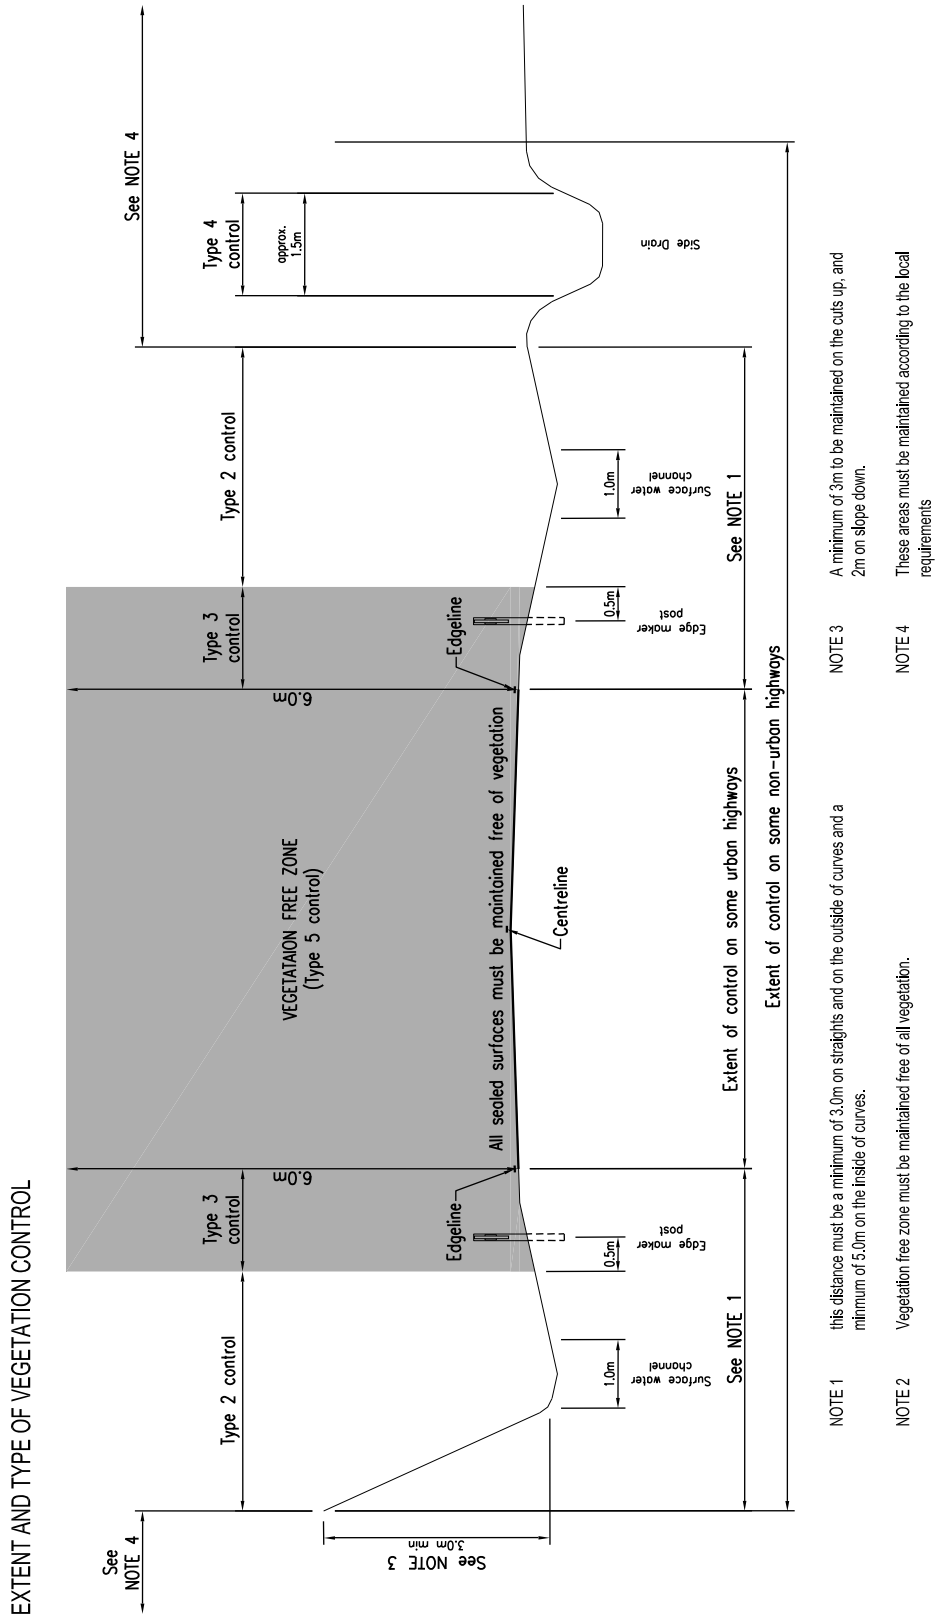 EXTENT AND TYPE OF VEGETATION CONTROL
See
NOTE 4
See NOTE 4
Type 2 control
Type 3
control
Type 3
control
Type 2 control
Type 4
control
approx.
1.5m
6.0m
6.0m
VEGETATAION FREE ZONE
(Type 5 control)
See NOTE 3
3.0m min
Edgeline
All sealed surfaces must be maintained free of vegetation
Edgeline
Centreline
1.0m
Surface water
channel
0.5m
Edge maker
post
0.5m
Edge maker
post
1.0m
Surface water
channel
Side Drain
See NOTE 1
Extent of control on some urban highways
See NOTE 1
Extent of control on some non-urban highways
NOTE 1
this distance must be a minimum of 3.0m on straights and on the outside of curves and a
minmum of 5.0m on the inside of curves.
NOTE 2
Vegetation free zone must be maintained free of all vegetation.
NOTE 3
A minimum of 3m to be maintained on the cuts up, and
2m on slope down.
NOTE 4
These areas must be maintained according to the local
requirements